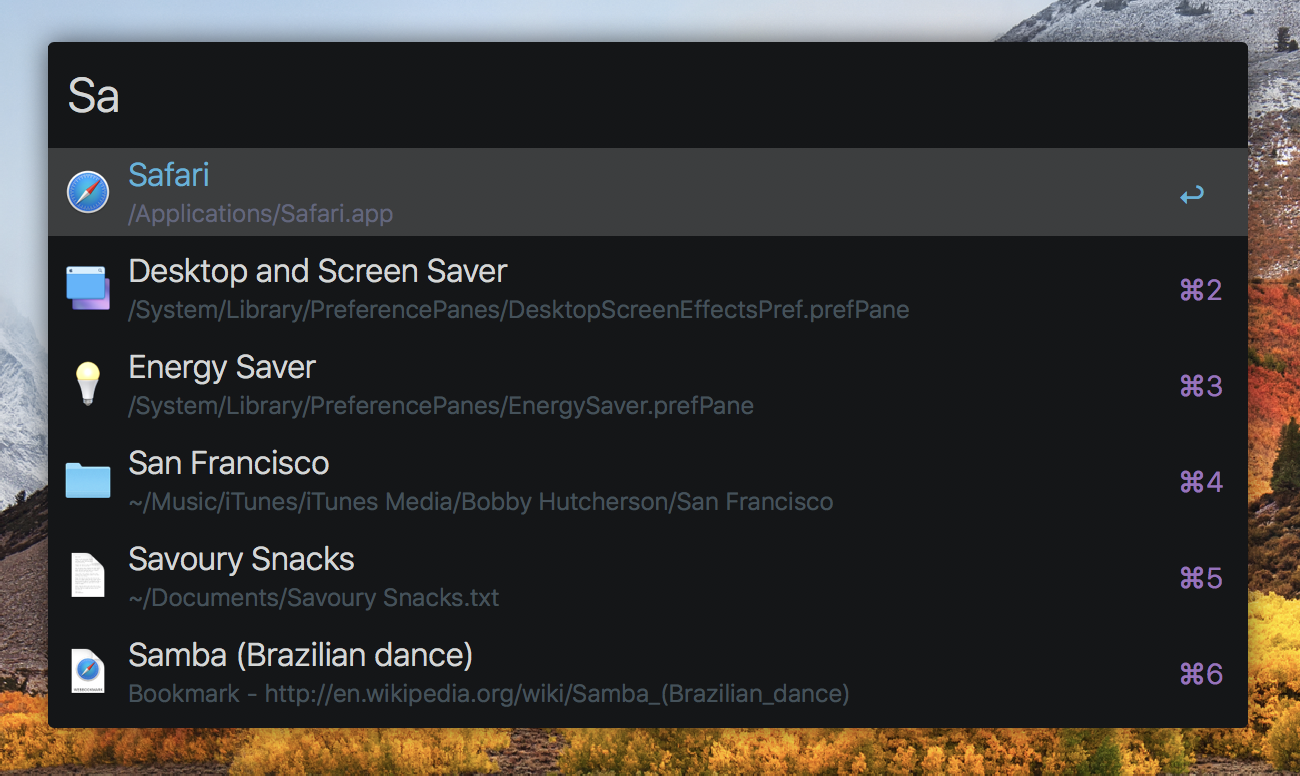 Sa
Safari
/Applications/Safari.app
↩
Desktop and Screen Saver
/System/Library/PreferencePanes/DesktopScreenEffectsPref.prefPane
⌘2
Energy Saver
/System/Library/PreferencePanes/EnergySaver.prefPane
⌘3
San Francisco
~/Music/iTunes/iTunes Media/Bobby Hutcherson/San Francisco
⌘4
Savoury Snacks
~/Documents/Savoury Snacks.txt
⌘5
Samba (Brazilian dance)
Bookmark - http://en.wikipedia.org/wiki/Samba_(Brazilian_dance)
⌘6